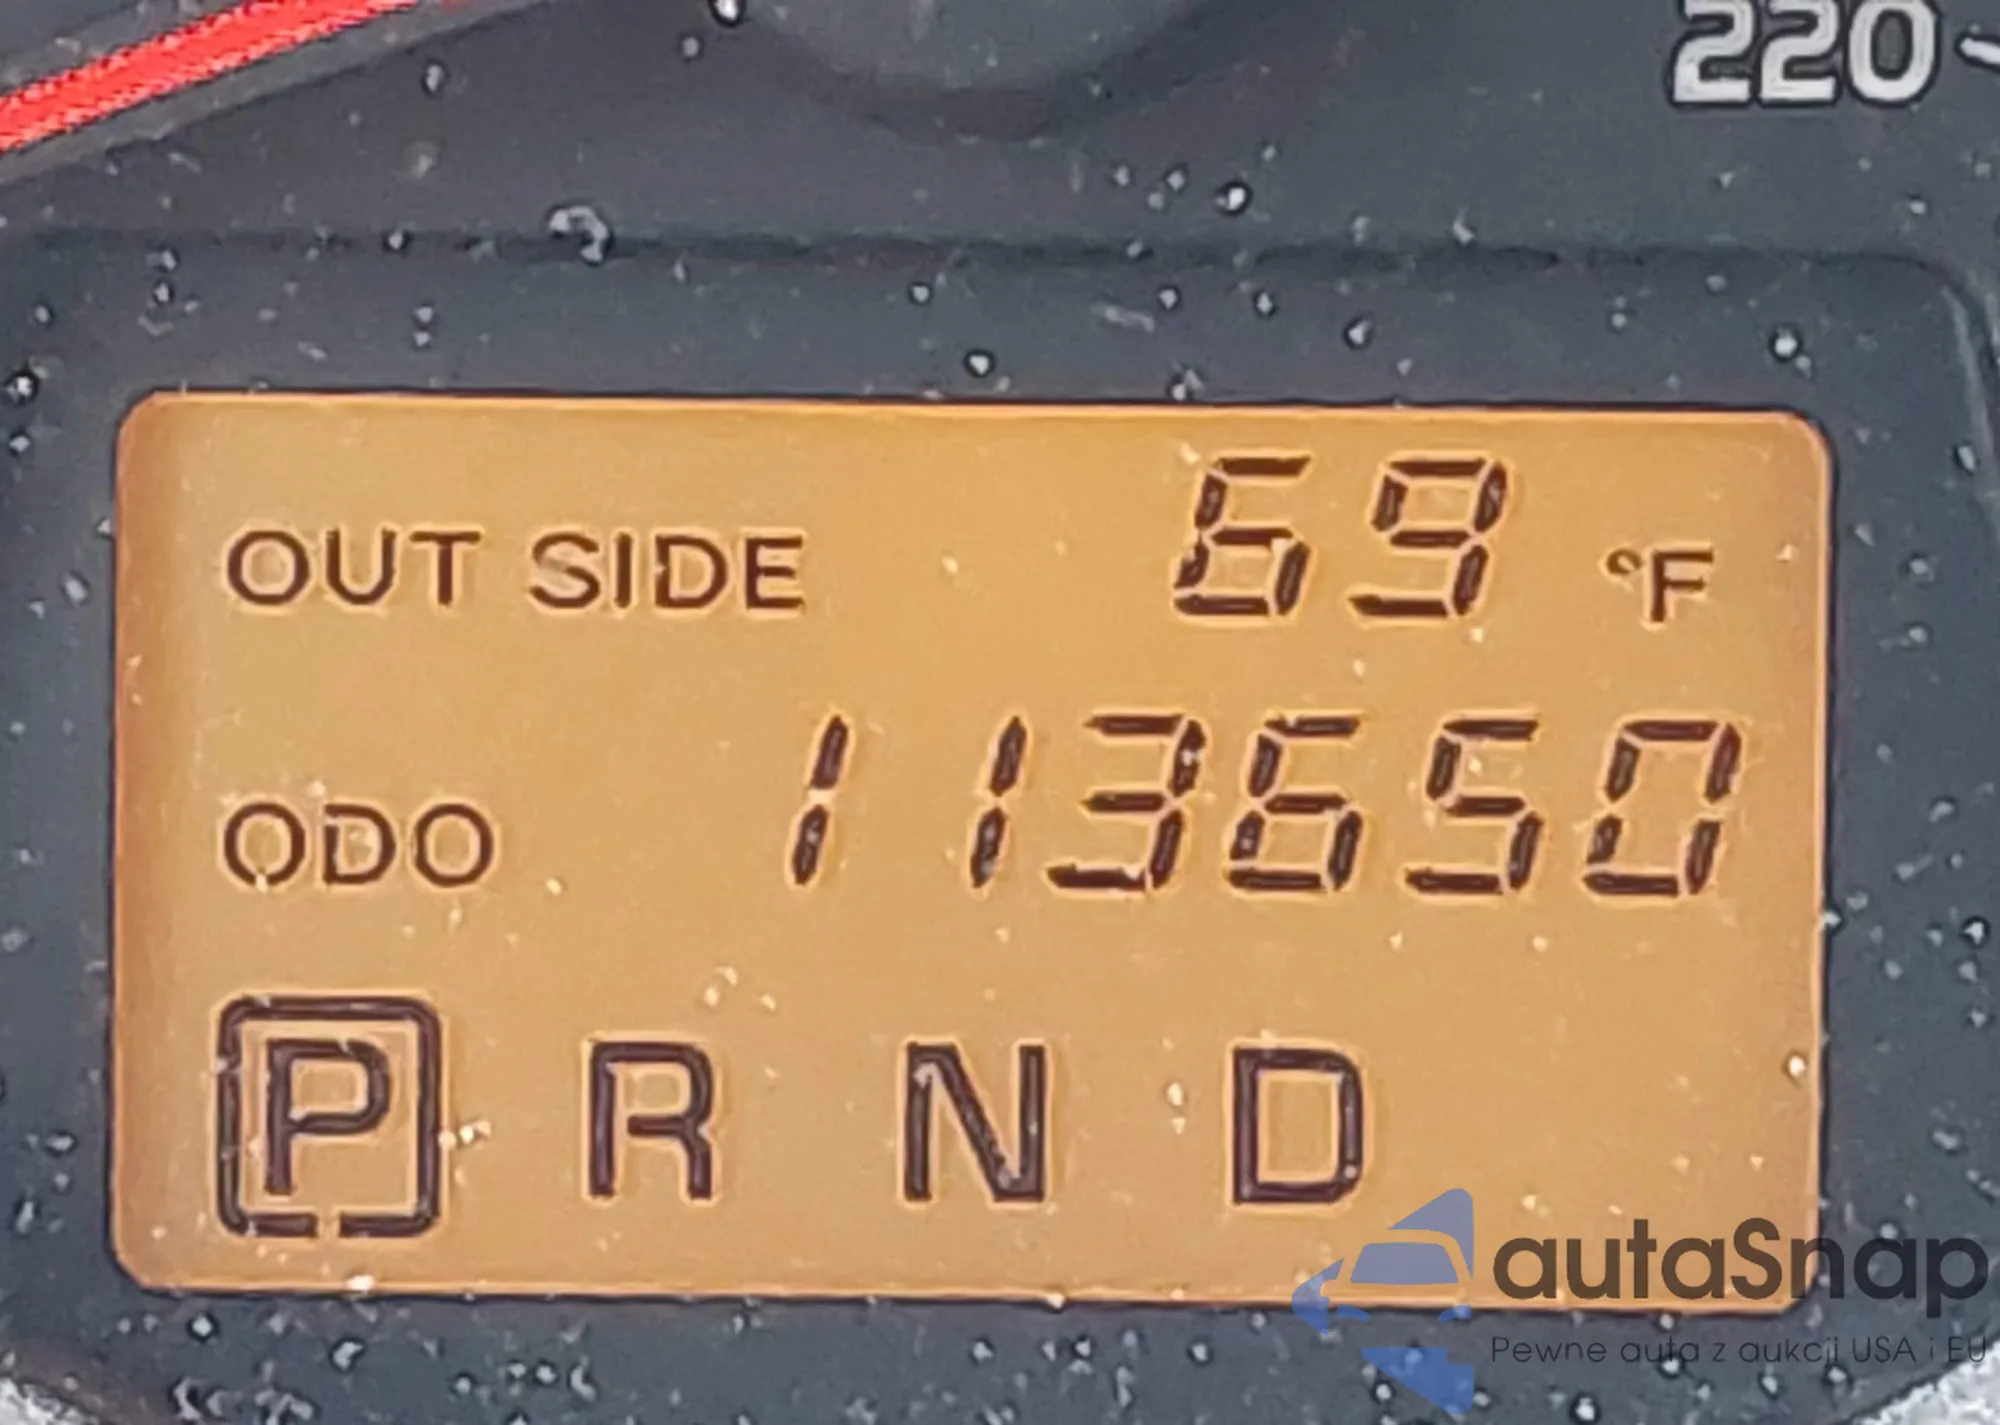 220
OUT SIDE 69 °F
ODO 113650
P R N D
autaSnap
Pewne auta z aukcji USA i EU